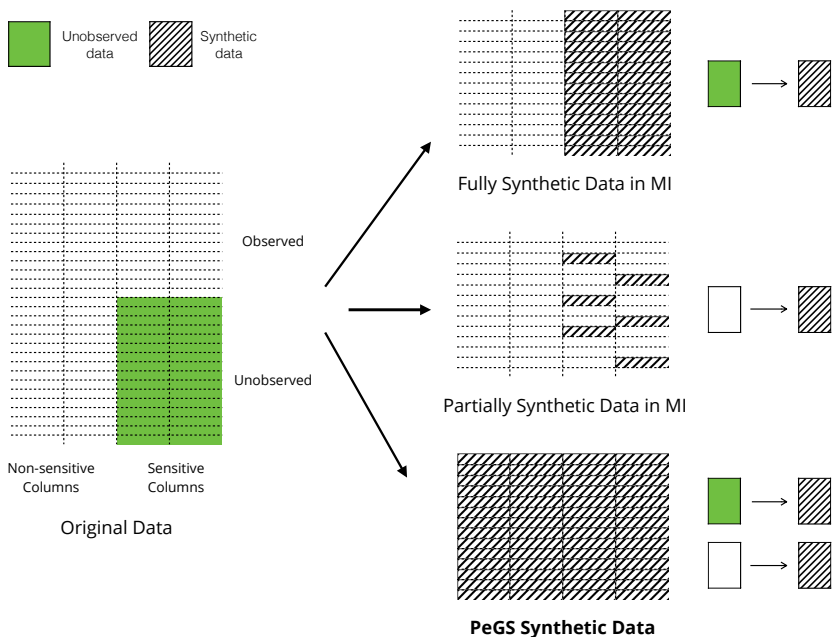 Unobserved
data
Synthetic
data
Fully Synthetic Data in MI
Observed
Unobserved
Partially Synthetic Data in MI
Non-sensitive
Columns
Sensitive
Columns
Original Data
PeGS Synthetic Data